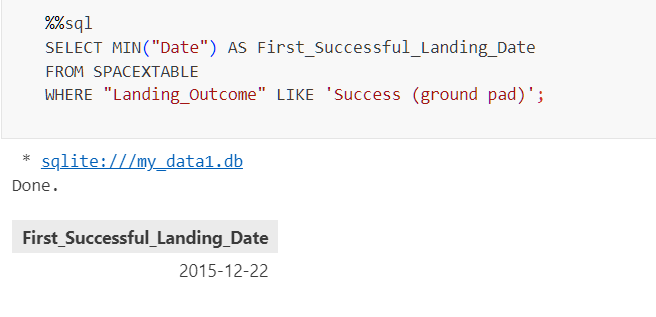 %%sql
SELECT MIN("Date") AS First_Successful_Landing_Date
FROM SPACEXTABLE
WHERE "Landing_Outcome" LIKE 'Success (ground pad)';
* sqlite:///my_data1.db
Done.
First_Successful_Landing_Date
2015-12-22